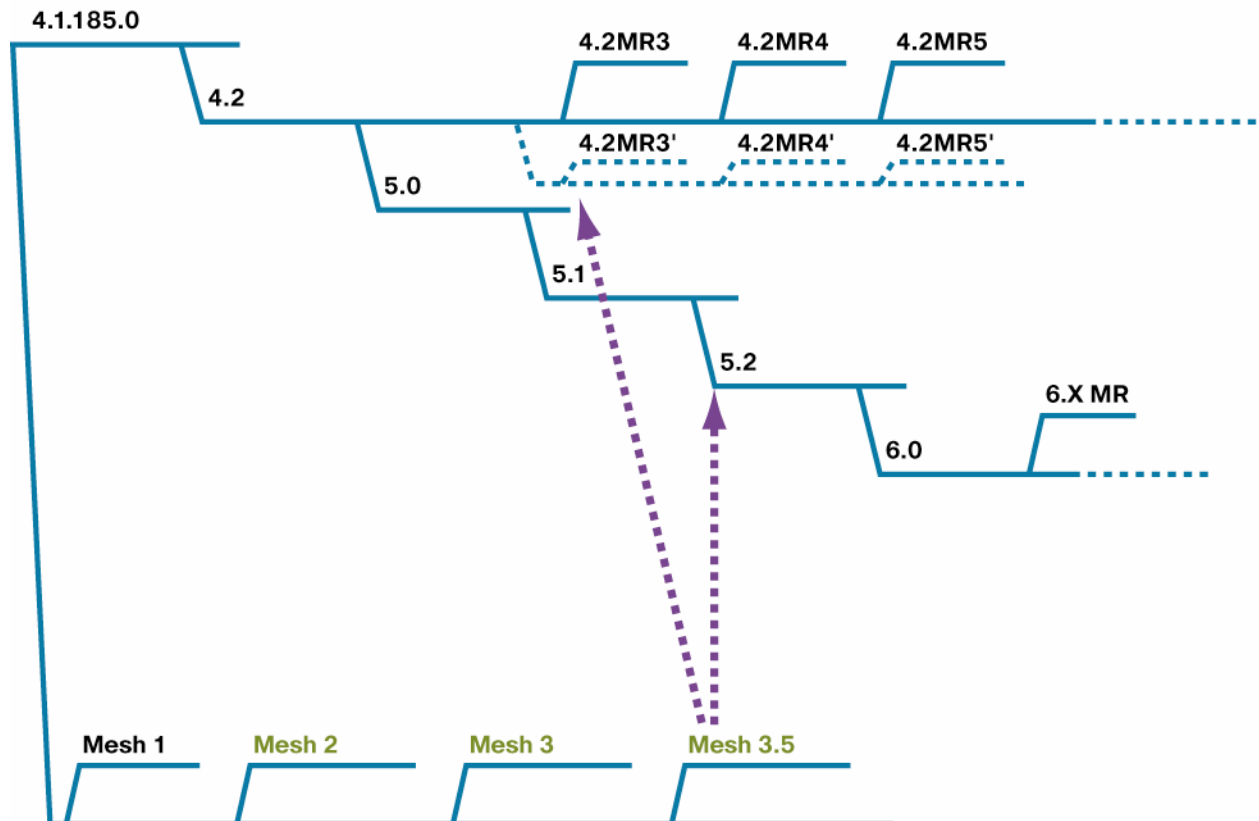 4.1.185.0
4.2MR3
4.2MR4
4.2MR5
4.2
4.2MR3'
4.2MR4'
4.2MR5'
5.0
5.1
5.2
6.X MR
6.0
Mesh 1
Mesh 2
Mesh 3
Mesh 3.5